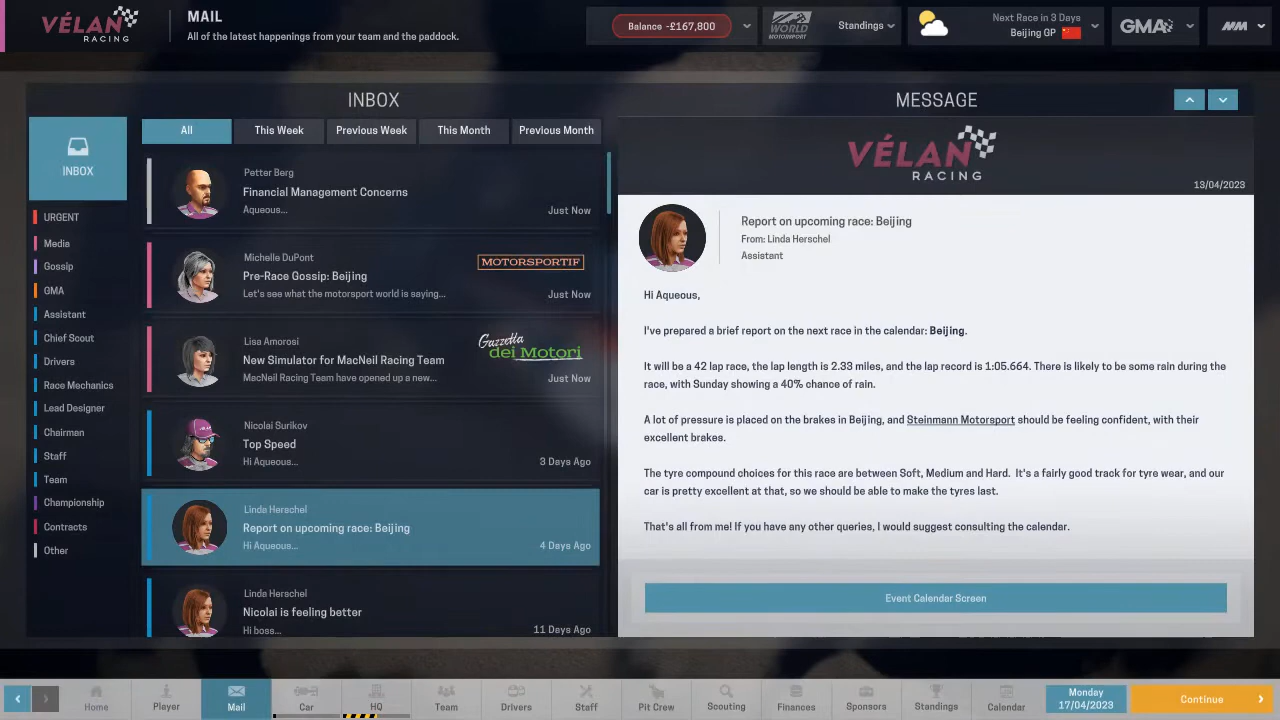 VÉLAN RACING
MAIL
All of the latest happenings from your team and the paddock.
Balance -£167,800
WORLD MOTORSPORT
Standings
Next Race in 3 Days
Beijing GP
GMA
MM
INBOX
INBOX
URGENT
Media
Gossip
GMA
Assistant
Chief Scout
Drivers
Race Mechanics
Lead Designer
Chairman
Staff
Team
Championship
Contracts
Other
All
This Week
Previous Week
This Month
Previous Month
Petter Berg
Financial Management Concerns
Aqueous...
Just Now
Michelle DuPont
Pre-Race Gossip: Beijing
Let's see what the motorsport world is saying...
MOTORSPORTIF
Just Now
Lisa Amorosi
New Simulator for MacNeil Racing Team
MacNeil Racing Team have opened up a new...
Gazzetta dei Motori
Just Now
Nicolai Surikov
Top Speed
Hi Aqueous...
3 Days Ago
Linda Herschel
Report on upcoming race: Beijing
Hi Aqueous...
4 Days Ago
Linda Herschel
Nicolai is feeling better
Hi boss...
11 Days Ago
MESSAGE
VÉLAN RACING
13/04/2023
Report on upcoming race: Beijing
From: Linda Herschel
Assistant
Hi Aqueous,
I've prepared a brief report on the next race in the calendar: Beijing.
It will be a 42 lap race, the lap length is 2.33 miles, and the lap record is 1:05.664. There is likely to be some rain during the
race, with Sunday showing a 40% chance of rain.
A lot of pressure is placed on the brakes in Beijing, and Steinmann Motorsport should be feeling confident, with their
excellent brakes.
The tyre compound choices for this race are between Soft, Medium and Hard. It's a fairly good track for tyre wear, and our
car is pretty excellent at that, so we should be able to make the tyres last.
That's all from me! If you have any other queries, I would suggest consulting the calendar.
Event Calendar Screen
Home
Player
Mail
Car
HQ
Team
Drivers
Staff
Pit Crew
Scouting
Finances
Sponsors
Standings
Calendar
Monday
17/04/2023
Continue